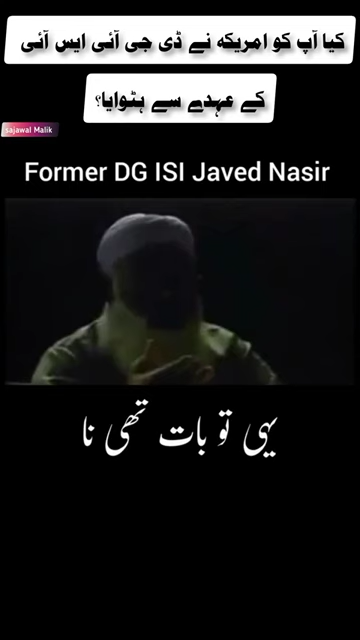 کیا آپ کو امریکہ نے ڈی جی آئی ایس آئی
کے عہدے سے ہٹوایا؟
sajawal Malik
Former DG ISI Javed Nasir
یہی تو بات تھی نا